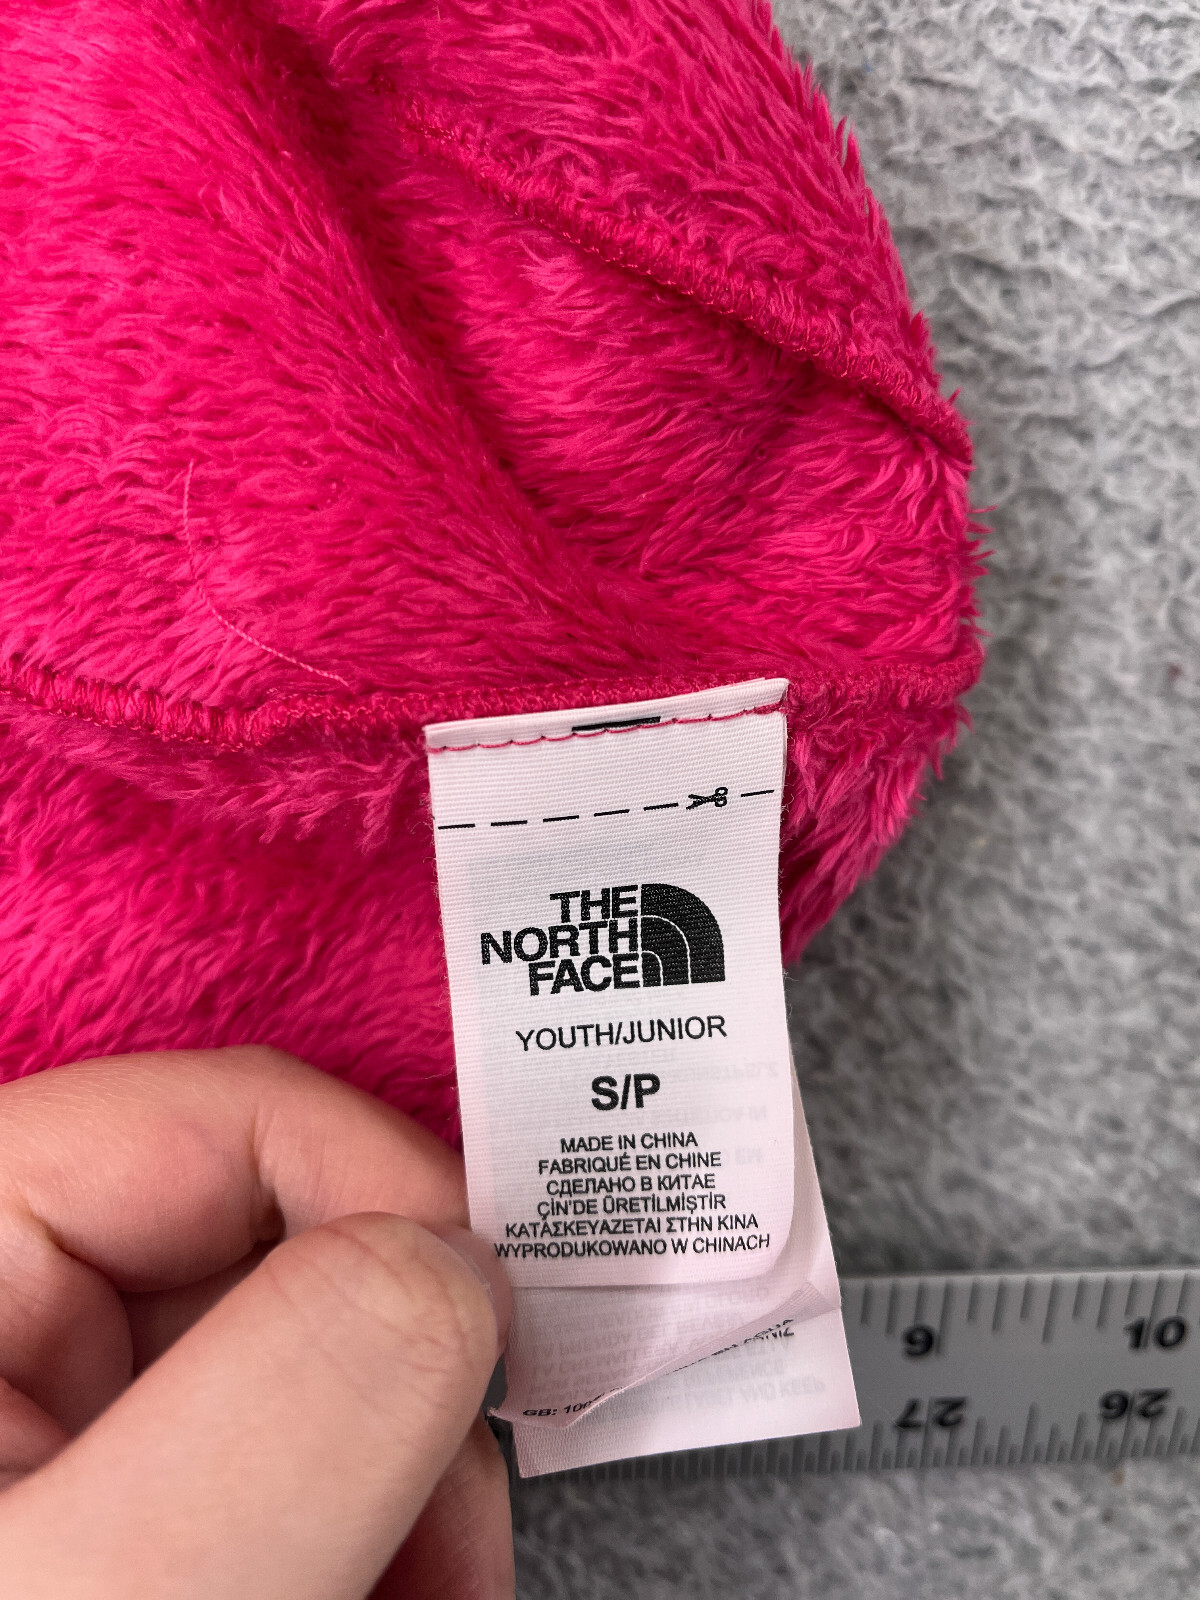 THE
NORTH
FACE
YOUTH/JUNIOR
S/P
MADE IN CHINA
FABRIQUÉ EN CHINE
СДЕЛАНО В КИТАЕ
ÇİN'DE ÜRETİLMİŞTİR
ΚΑΤΑΣΚΕΥΑΖΕΤΑΙ ΣΤΗΝ ΚΙΝΑ
WYPRODUKOWANO W CHINACH
GB:
9 10
27 26